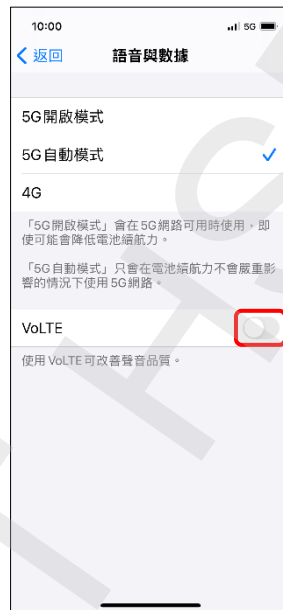 10:00 5G
返回 語音與數據
5G開啟模式
5G自動模式
4G
「5G開啟模式」會在5G網路可用時使用，即
使可能會降低電池續航力。
「5G自動模式」只會在電池續航力不會嚴重影
響的情況下使用 5G網路。
VoLTE
使用 VoLTE 可改善聲音品質。